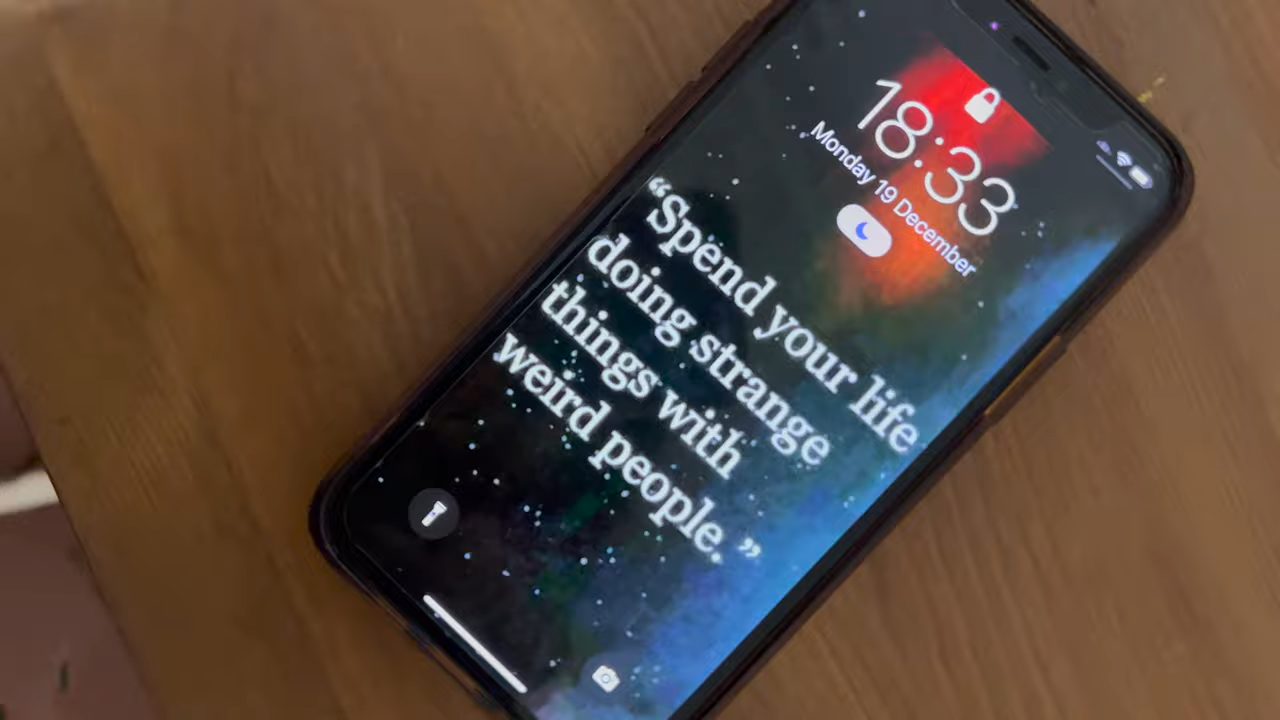 18:33
Monday 19 December
“Spend your life
doing strange
things with
weird people.”